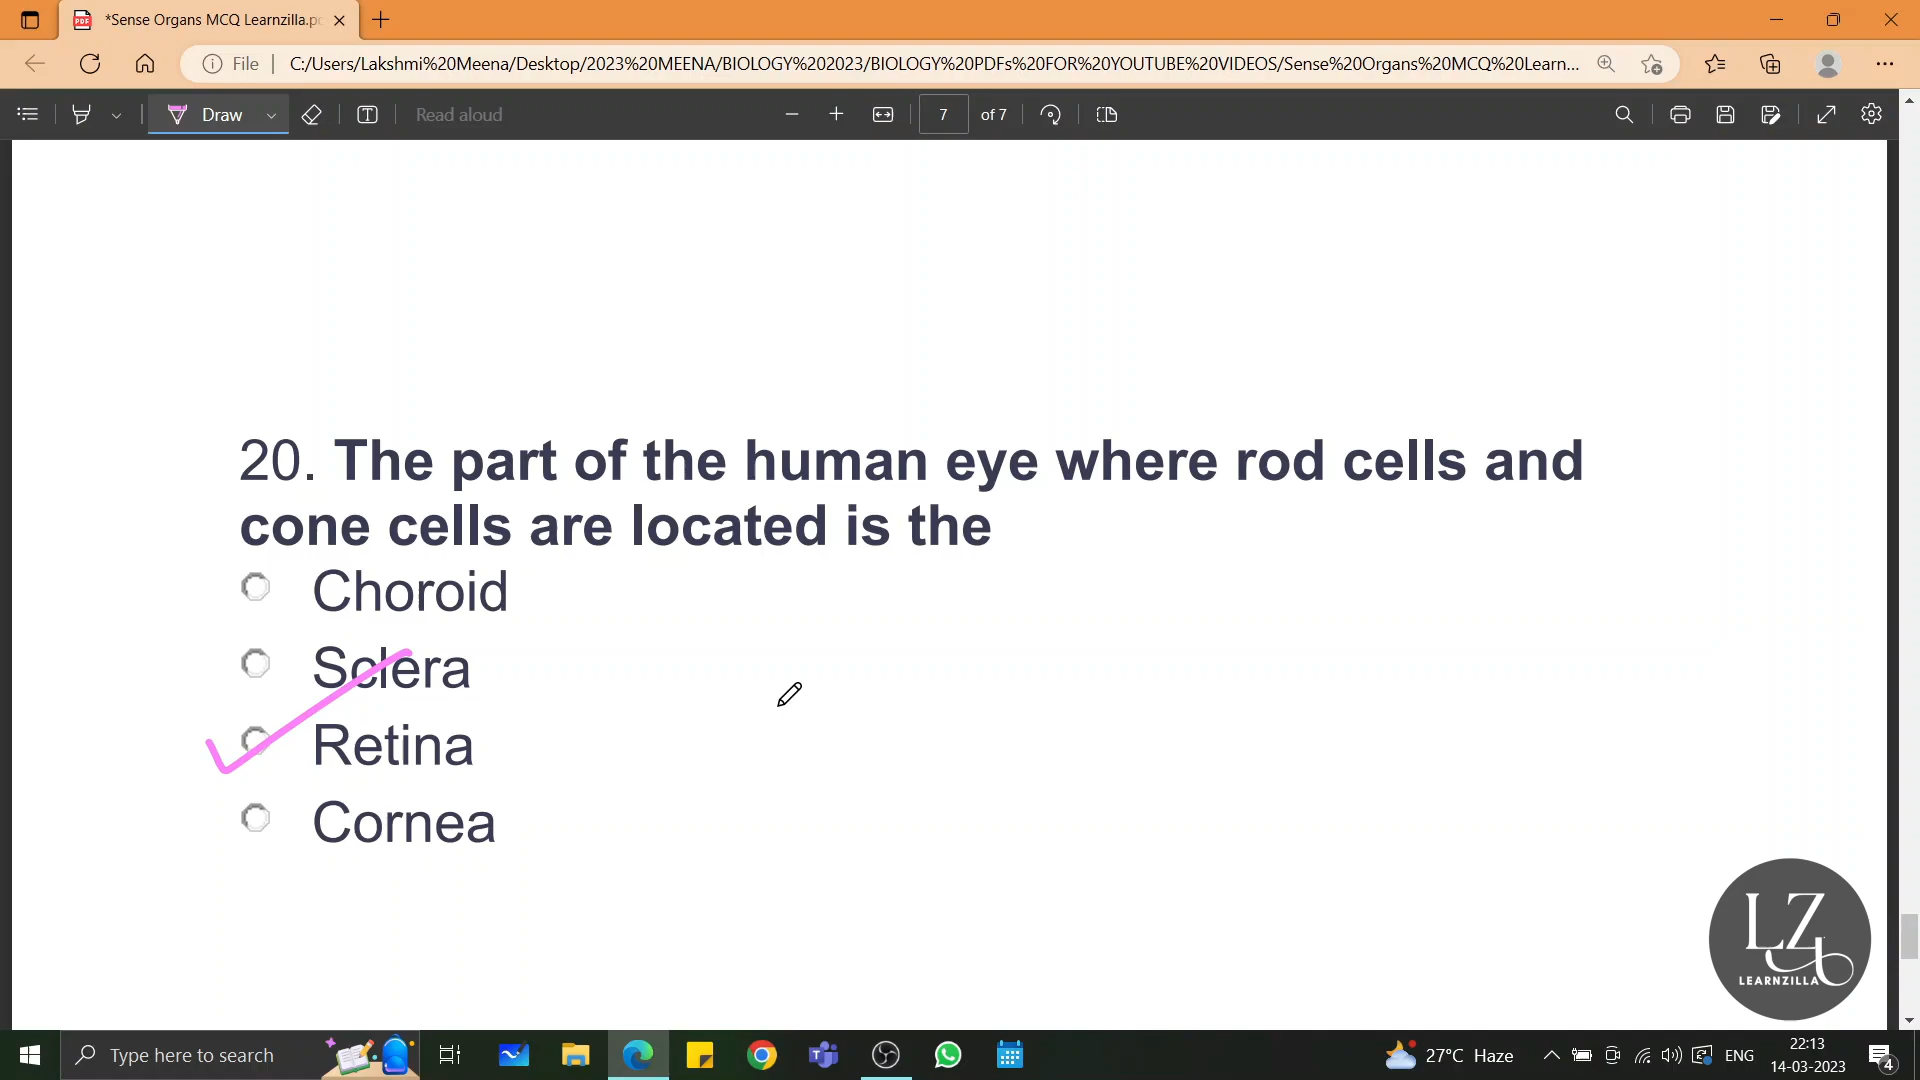 *Sense Organs MCQ Learnzilla.pc
File
C:/Users/Lakshmi%20Meena/Desktop/2023%20MEENA/BIOLOGY%202023/BIOLOGY%20PDFs%20FOR%20YOUTUBE%20VIDEOS/Sense%20Organs%20MCQ%20Learn...
Draw
Read aloud
7 of 7
20. The part of the human eye where rod cells and
cone cells are located is the
Choroid
Sclera
Retina
Cornea
LZ
LEARNZILLA
Type here to search
27°C Haze
ENG
22:13
14-03-2023
4